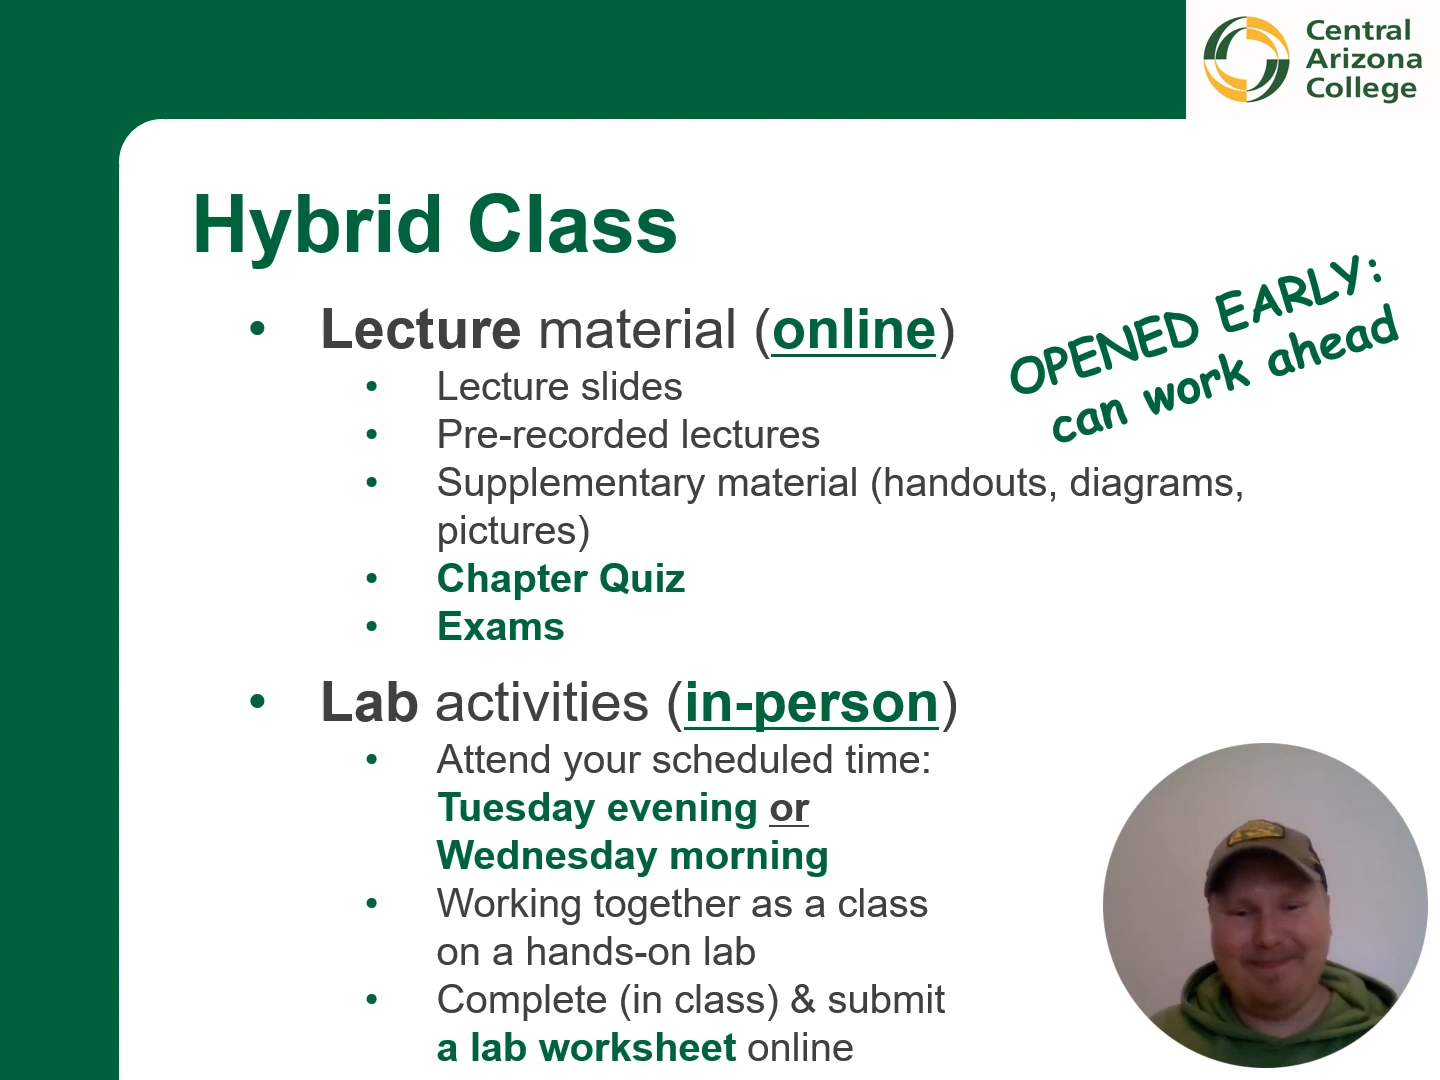 Central
Arizona
College
Hybrid Class
• Lecture material (online)
OPENED EARLY:
can work ahead
• Lecture slides
• Pre-recorded lectures
• Supplementary material (handouts, diagrams,
pictures)
• Chapter Quiz
• Exams
• Lab activities (in-person)
• Attend your scheduled time:
Tuesday evening or
Wednesday morning
• Working together as a class
on a hands-on lab
• Complete (in class) & submit
a lab worksheet online